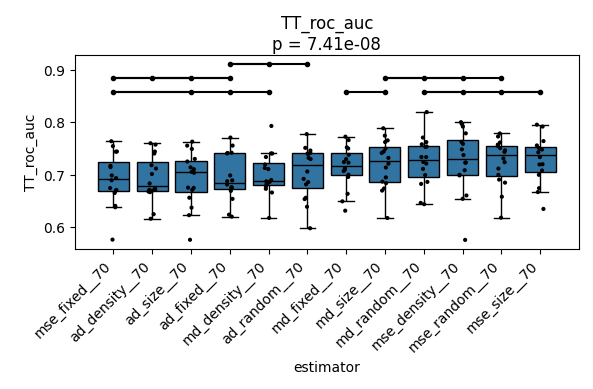 TT_roc_auc
p = 7.41e-08
TT_roc_auc
0.9
0.8
0.7
0.6
mse_fixed__70
ad_density__70
ad_size__70
ad_fixed__70
md_density__70
ad_random__70
md_fixed__70
md_size__70
md_random__70
mse_density__70
mse_random__70
mse_size__70
estimator